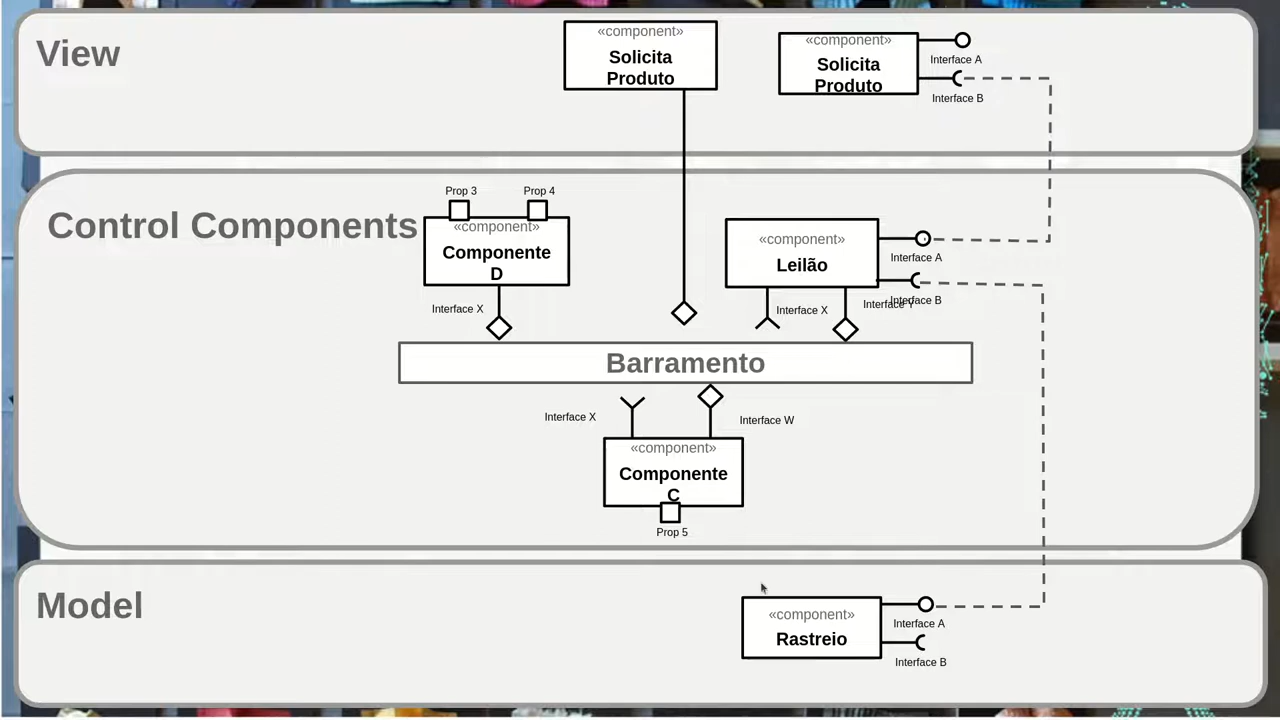 View
«component»
Solicita
Produto
«component»
Solicita
Produto
Interface A
Interface B
Control Components
Prop 3
Prop 4
«component»
Componente
D
Interface X
«component»
Leilão
Interface A
Interface B
Interface X
Interface Y
Barramento
Interface X
Interface W
«component»
Componente
C
Prop 5
Model
«component»
Rastreio
Interface A
Interface B